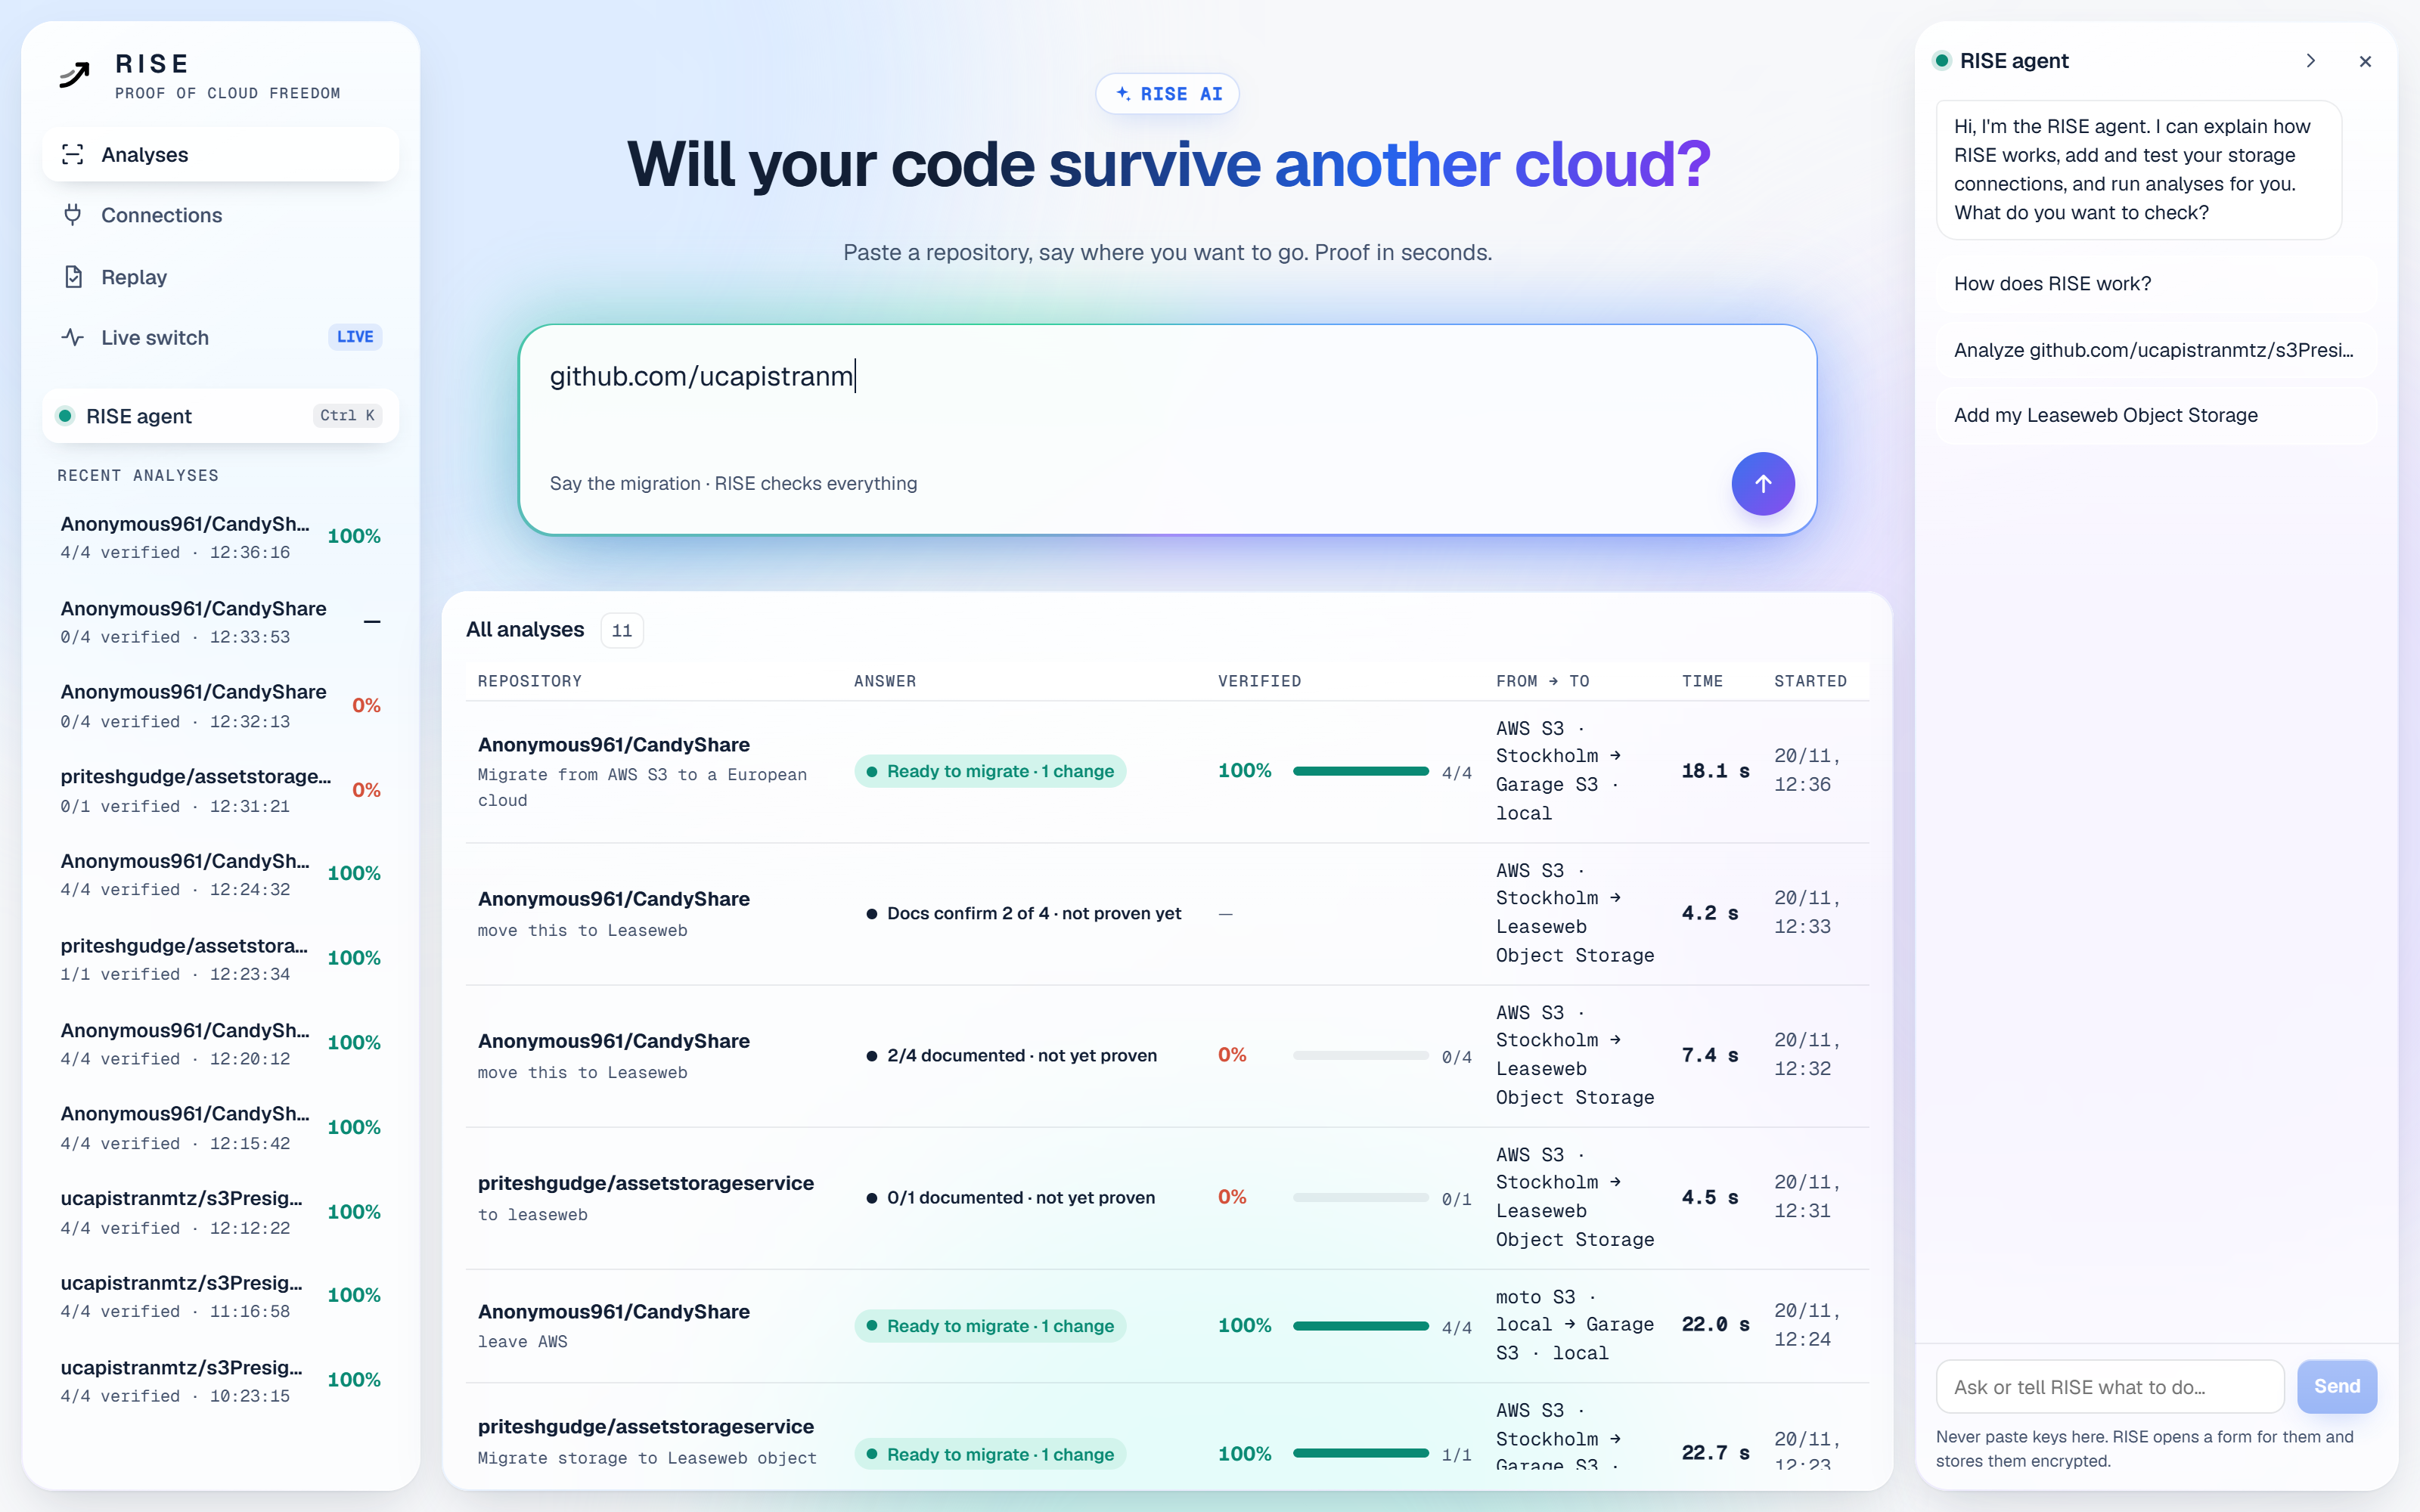 RISE
PROOF OF CLOUD FREEDOM
Analyses
Connections
Replay
Live switch LIVE
RISE agent Ctrl K
RECENT ANALYSES
Anonymous961/CandySh... 100%
4/4 verified · 12:36:16
Anonymous961/CandyShare —
0/4 verified · 12:33:53
Anonymous961/CandyShare 0%
0/4 verified · 12:32:13
priteshgudge/assetstorage... 0%
0/1 verified · 12:31:21
Anonymous961/CandySh... 100%
4/4 verified · 12:24:32
priteshgudge/assetstora... 100%
1/1 verified · 12:23:34
Anonymous961/CandySh... 100%
4/4 verified · 12:20:12
Anonymous961/CandySh... 100%
4/4 verified · 12:15:42
ucapistranmtz/s3Presig... 100%
4/4 verified · 12:12:22
ucapistranmtz/s3Presig... 100%
4/4 verified · 11:16:58
ucapistranmtz/s3Presig... 100%
4/4 verified · 10:23:15
RISE AI
Will your code survive another cloud?
Paste a repository, say where you want to go. Proof in seconds.
github.com/ucapistranm
Say the migration · RISE checks everything
All analyses 11
REPOSITORY ANSWER VERIFIED FROM → TO TIME STARTED
Anonymous961/CandyShare
Migrate from AWS S3 to a European
cloud
Ready to migrate · 1 change
100% 4/4
AWS S3 ·
Stockholm →
Garage S3 ·
local
18.1 s
20/11,
12:36
Anonymous961/CandyShare
move this to Leaseweb
Docs confirm 2 of 4 · not proven yet
—
AWS S3 ·
Stockholm →
Leaseweb
Object Storage
4.2 s
20/11,
12:33
Anonymous961/CandyShare
move this to Leaseweb
2/4 documented · not yet proven
0% 0/4
AWS S3 ·
Stockholm →
Leaseweb
Object Storage
7.4 s
20/11,
12:32
priteshgudge/assetstorageservice
to leaseweb
0/1 documented · not yet proven
0% 0/1
AWS S3 ·
Stockholm →
Leaseweb
Object Storage
4.5 s
20/11,
12:31
Anonymous961/CandyShare
leave AWS
Ready to migrate · 1 change
100% 4/4
moto S3 ·
local → Garage
S3 · local
22.0 s
20/11,
12:24
priteshgudge/assetstorageservice
Migrate storage to Leaseweb object
Ready to migrate · 1 change
100% 1/1
AWS S3 ·
Stockholm →
Garage S3 ·
22.7 s
20/11,
12:23
RISE agent
Hi, I'm the RISE agent. I can explain how
RISE works, add and test your storage
connections, and run analyses for you.
What do you want to check?
How does RISE work?
Analyze github.com/ucapistranmtz/s3Presi...
Add my Leaseweb Object Storage
Ask or tell RISE what to do...
Send
Never paste keys here. RISE opens a form for them and
stores them encrypted.